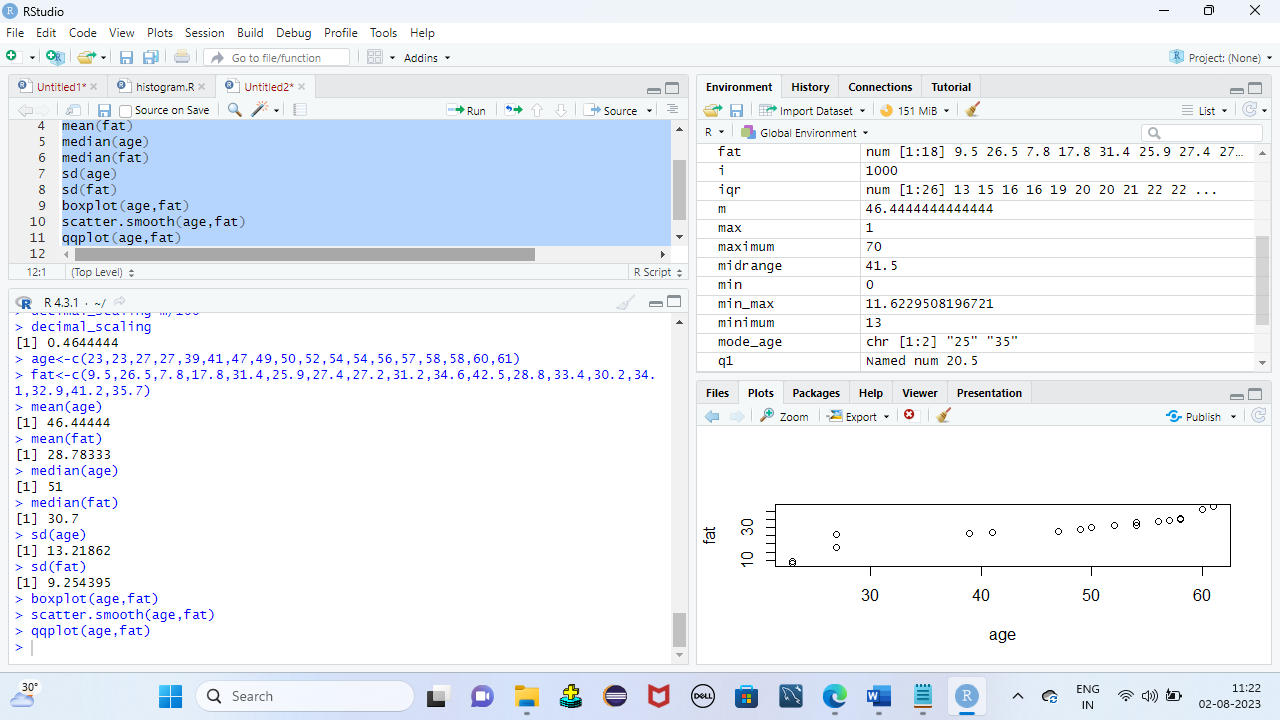 RStudio
File Edit Code View Plots Session Build Debug Profile Tools Help
Go to file/function Addins Project: (None)
Untitled1* histogram.R Untitled2*
Source on Save Run Source
4 mean(fat)
5 median(age)
6 median(fat)
7 sd(age)
8 sd(fat)
9 boxplot(age,fat)
10 scatter.smooth(age,fat)
11 qqplot(age,fat)
12
12:1 (Top Level) R Script
R 4.3.1 · ~/
> decimal_scaling
[1] 0.4644444
> age<-c(23,23,27,27,39,41,47,49,50,52,54,54,56,57,58,58,60,61)
> fat<-c(9.5,26.5,7.8,17.8,31.4,25.9,27.4,27.2,31.2,34.6,42.5,28.8,33.4,30.2,34.
1,32.9,41.2,35.7)
> mean(age)
[1] 46.44444
> mean(fat)
[1] 28.78333
> median(age)
[1] 51
> median(fat)
[1] 30.7
> sd(age)
[1] 13.21862
> sd(fat)
[1] 9.254395
> boxplot(age,fat)
> scatter.smooth(age,fat)
> qqplot(age,fat)
>
Environment History Connections Tutorial
Import Dataset 151 MiB List
R Global Environment
fat num [1:18] 9.5 26.5 7.8 17.8 31.4 25.9 27.4 27…
i 1000
iqr num [1:26] 13 15 16 16 19 20 20 21 22 22 ...
m 46.4444444444444
max 1
maximum 70
midrange 41.5
min 0
min_max 11.6229508196721
minimum 13
mode_age chr [1:2] "25" "35"
q1 Named num 20.5
Files Plots Packages Help Viewer Presentation
Zoom Export Publish
fat
10 30
30 40 50 60
age
30°
Search
DELL
ENG
IN
11:22
02-08-2023